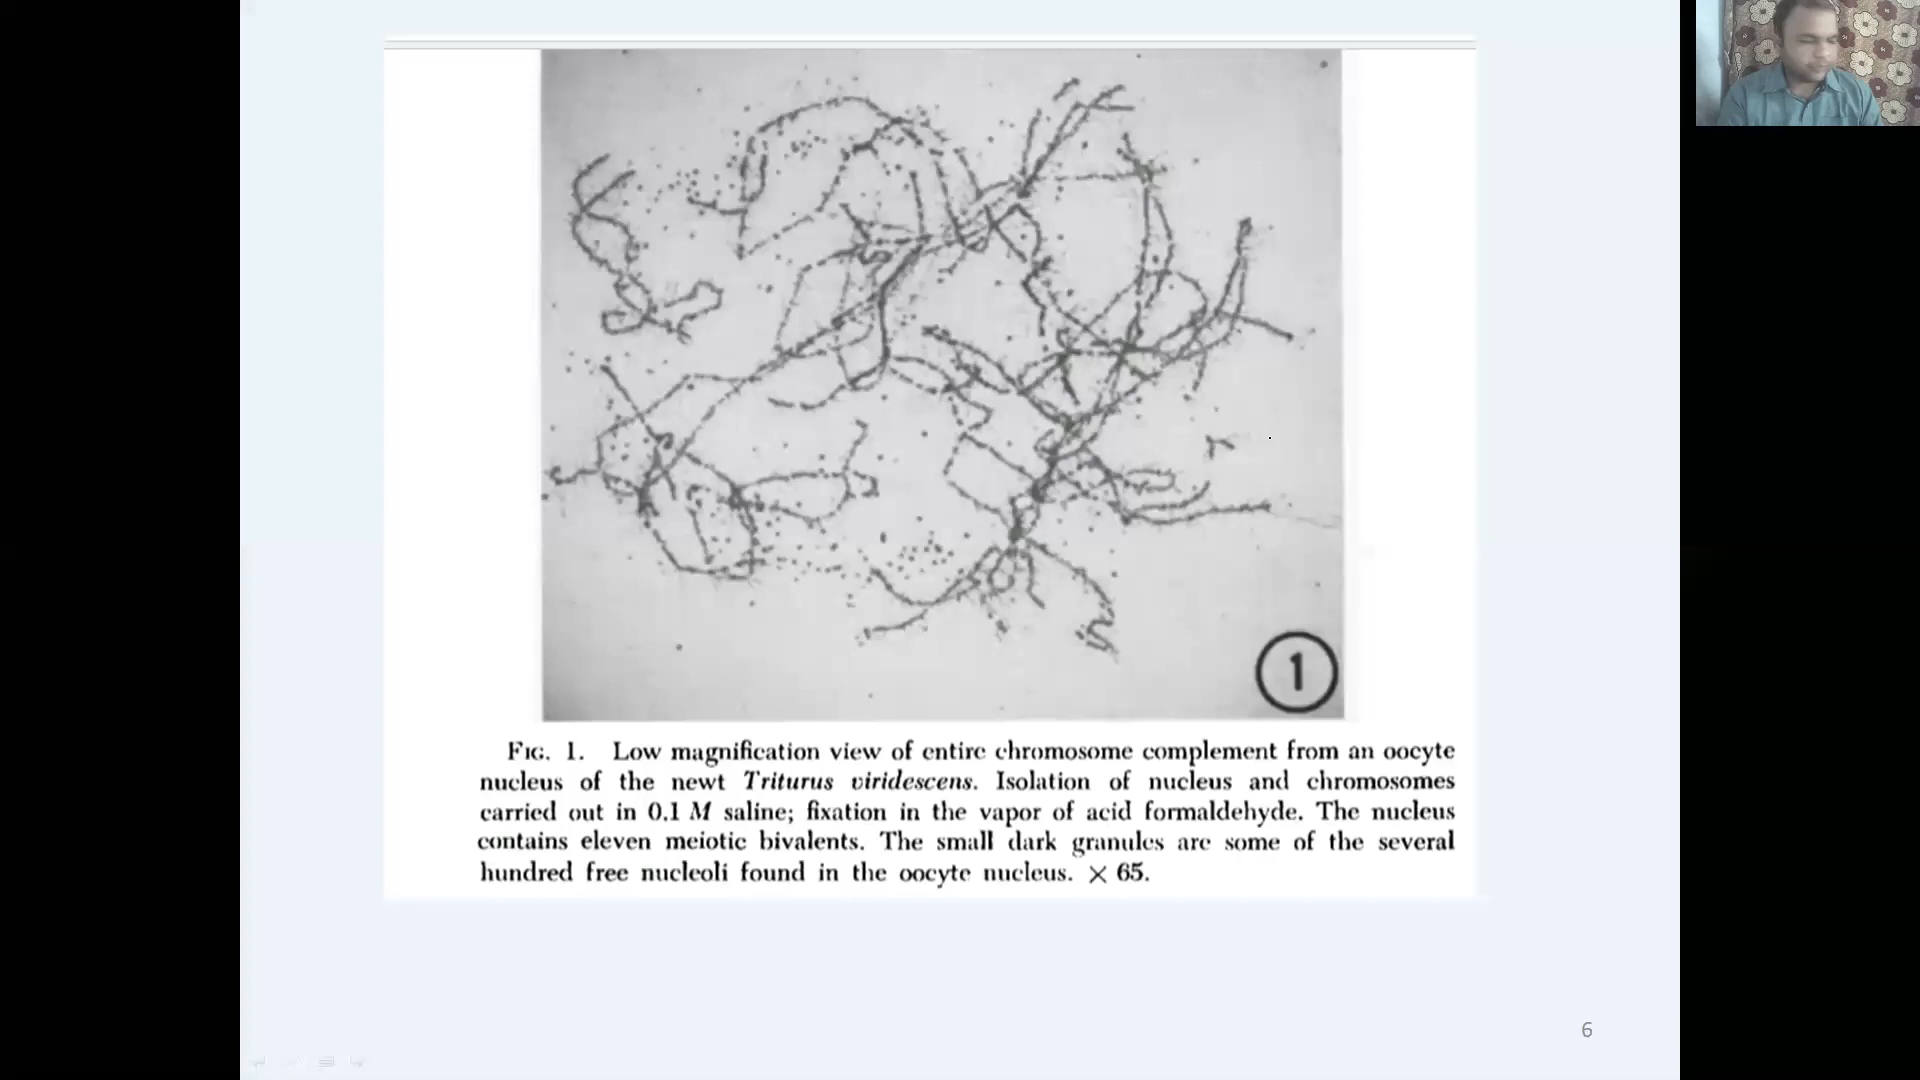 1
FIG. 1. Low magnification view of entire chromosome complement from an oocyte
nucleus of the newt Triturus viridescens. Isolation of nucleus and chromosomes
carried out in 0.1 M saline; fixation in the vapor of acid formaldehyde. The nucleus
contains eleven meiotic bivalents. The small dark granules are some of the several
hundred free nucleoli found in the oocyte nucleus. × 65.
6